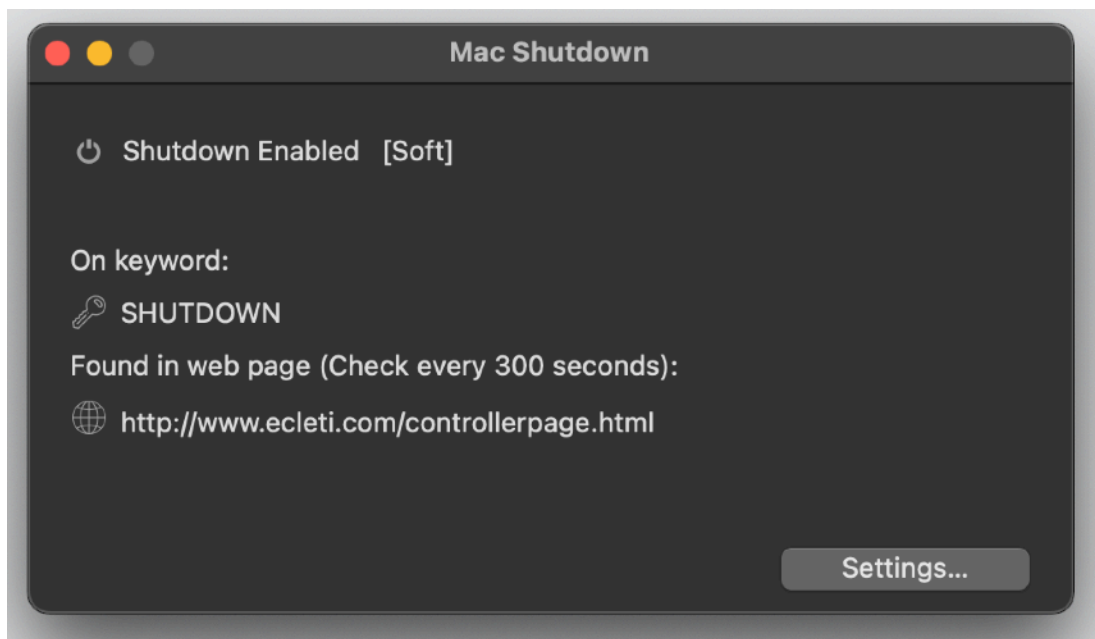 Mac Shutdown
Shutdown Enabled [Soft]
On keyword:
SHUTDOWN
Found in web page (Check every 300 seconds):
http://www.ecleti.com/controllerpage.html
Settings...